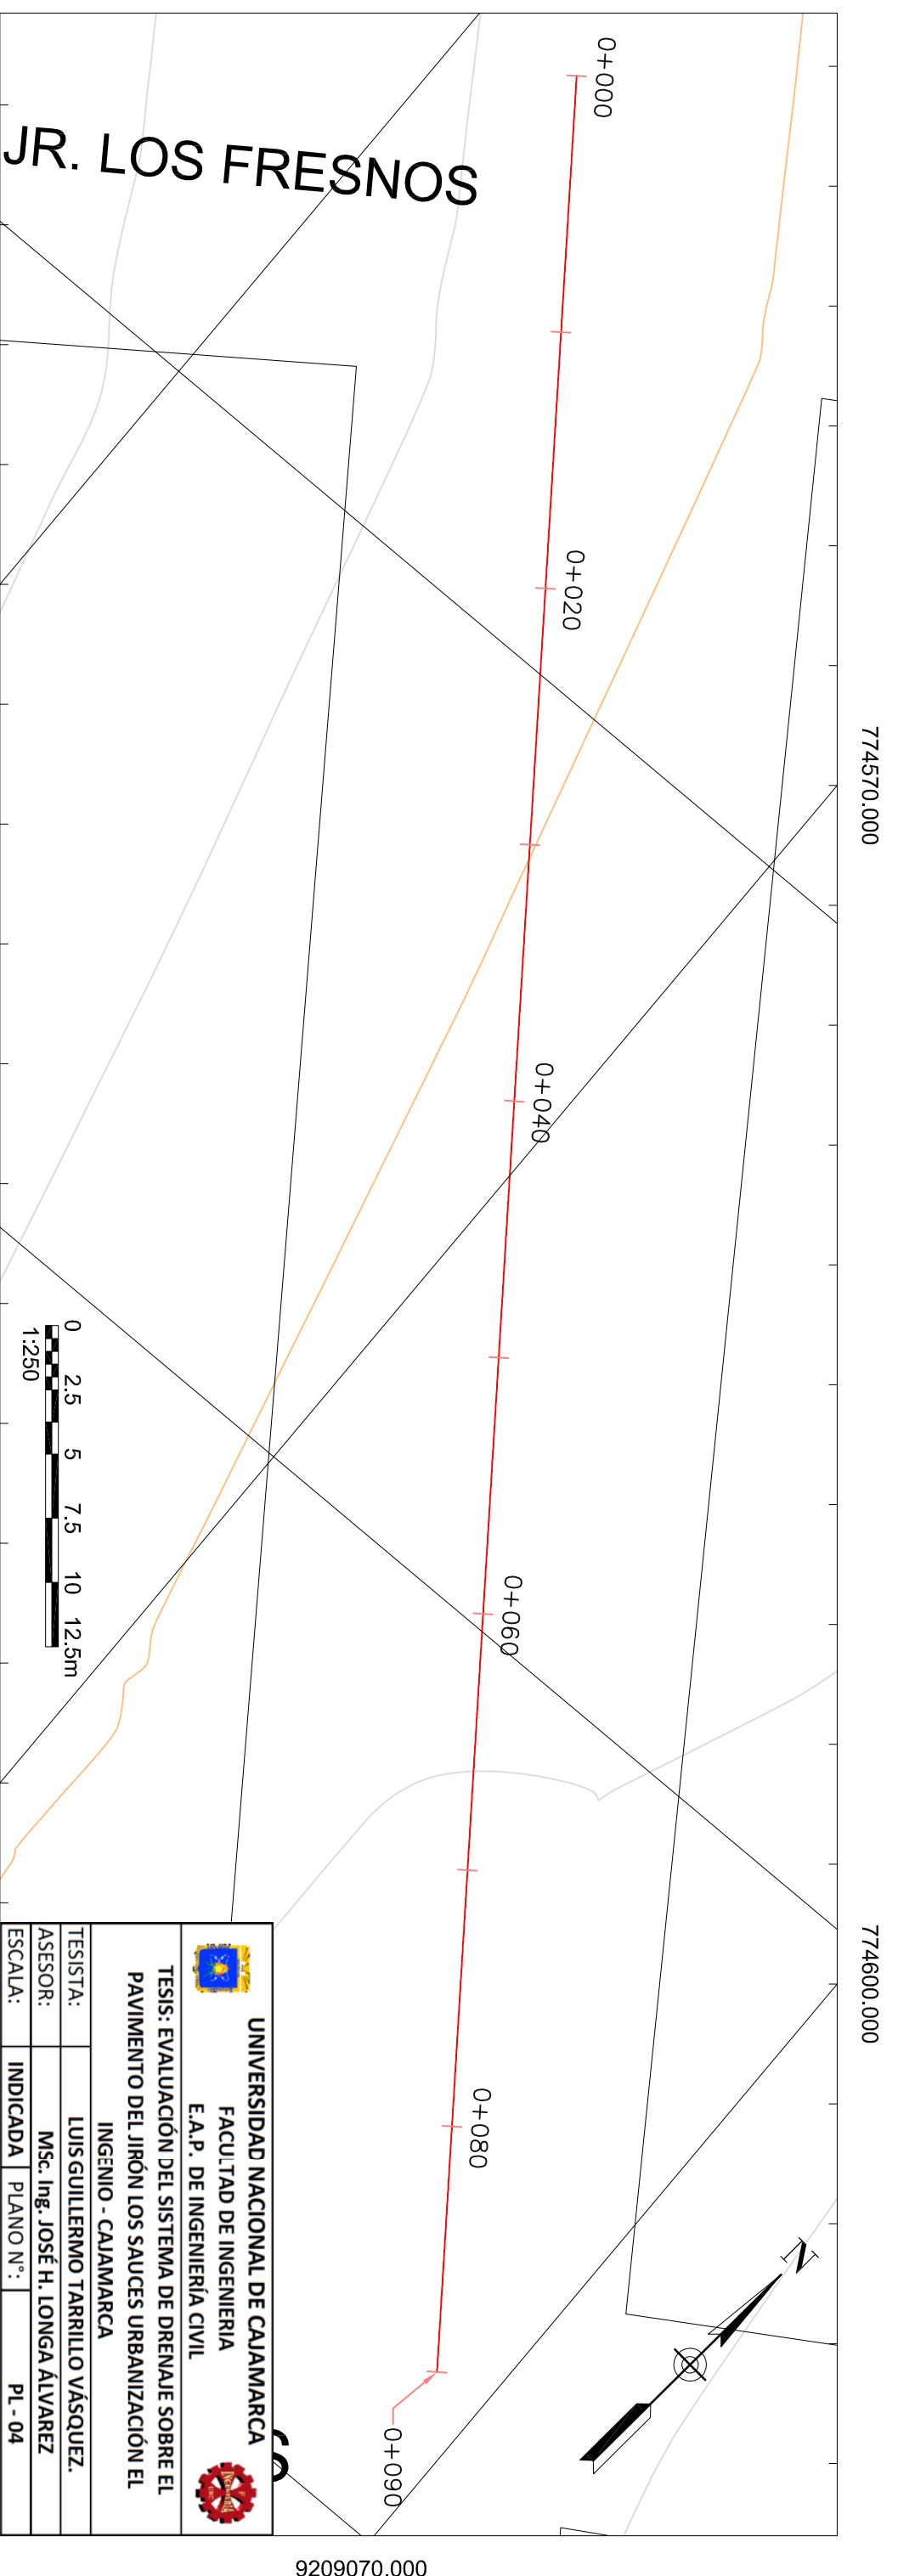 774570.000
774600.000
0+000
0+020
0+040
0+060
0+080
0+090
JR. LOS FRESNOS
N
9209070.000
0 2.5 5 7.5 10 12.5m
1:250
UNIVERSIDAD NACIONAL DE CAJAMARCA
FACULTAD DE INGENIERIA
E.A.P. DE INGENIERÍA CIVIL
TESIS: EVALUACIÓN DEL SISTEMA DE DRENAJE SOBRE EL
PAVIMENTO DEL JIRÓN LOS SAUCES URBANIZACIÓN EL
INGENIO - CAJAMARCA
TESISTA: LUIS GUILLERMO TARRILLO VÁSQUEZ.
ASESOR: MSc. Ing. JOSÉ H. LONGA ÁLVAREZ
ESCALA: INDICADA PLANO N°: PL - 04